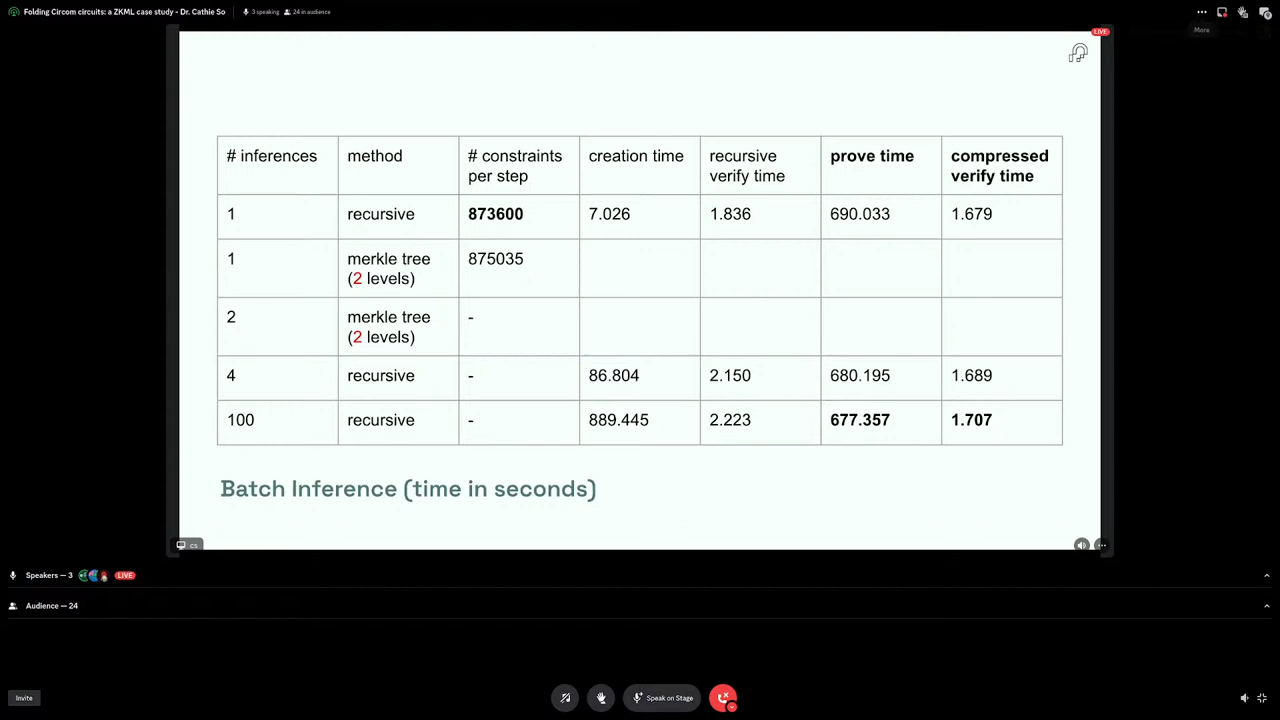 Folding Circom circuits: a ZKML case study - Dr. Cathie So
3 speaking
24 in audience
More
LIVE
# inferences method # constraints per step creation time recursive verify time prove time compressed verify time
1 recursive 873600 7.026 1.836 690.033 1.679
1 merkle tree (2 levels) 875035
2 merkle tree (2 levels) -
4 recursive - 86.804 2.150 680.195 1.689
100 recursive - 889.445 2.223 677.357 1.707
Batch Inference (time in seconds)
cs
Speakers — 3 LIVE
Audience — 24
Invite
Speak on Stage